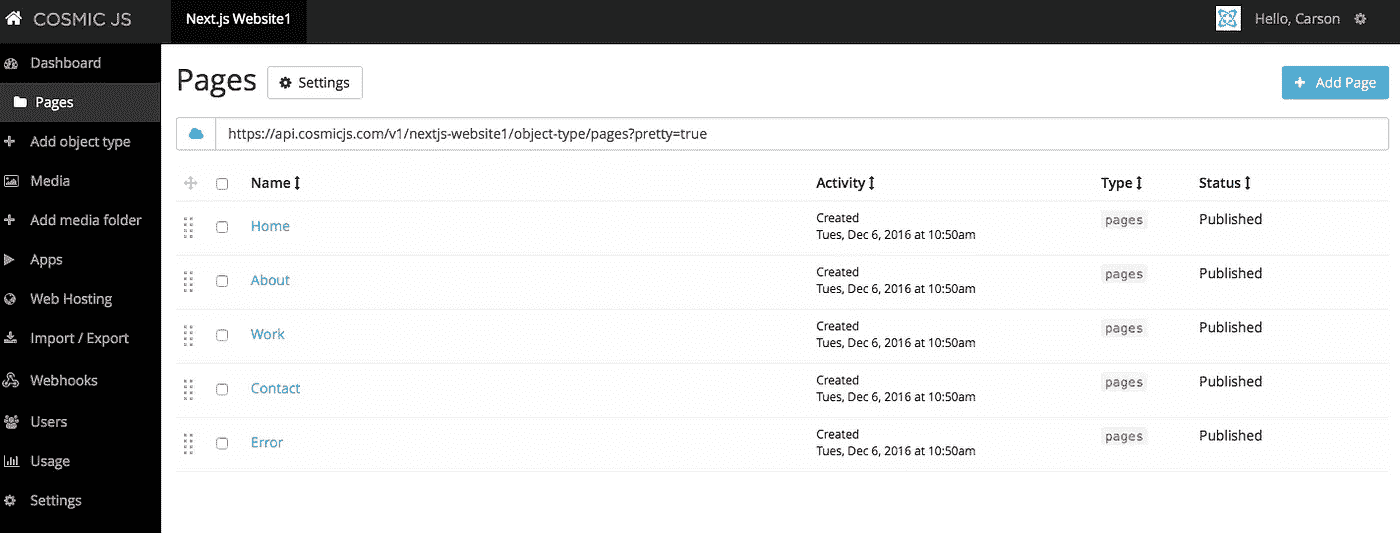 COSMIC JS
Next.js Website1
Hello, Carson
Dashboard
Pages
Add object type
Media
Add media folder
Apps
Web Hosting
Import / Export
Webhooks
Users
Usage
Settings
Pages
Settings
Add Page
https://api.cosmicjs.com/v1/nextjs-website1/object-type/pages?pretty=true
Name Activity Type Status
Home Created pages Published
Tues, Dec 6, 2016 at 10:50am
About Created pages Published
Tues, Dec 6, 2016 at 10:50am
Work Created pages Published
Tues, Dec 6, 2016 at 10:50am
Contact Created pages Published
Tues, Dec 6, 2016 at 10:50am
Error Created pages Published
Tues, Dec 6, 2016 at 10:50am